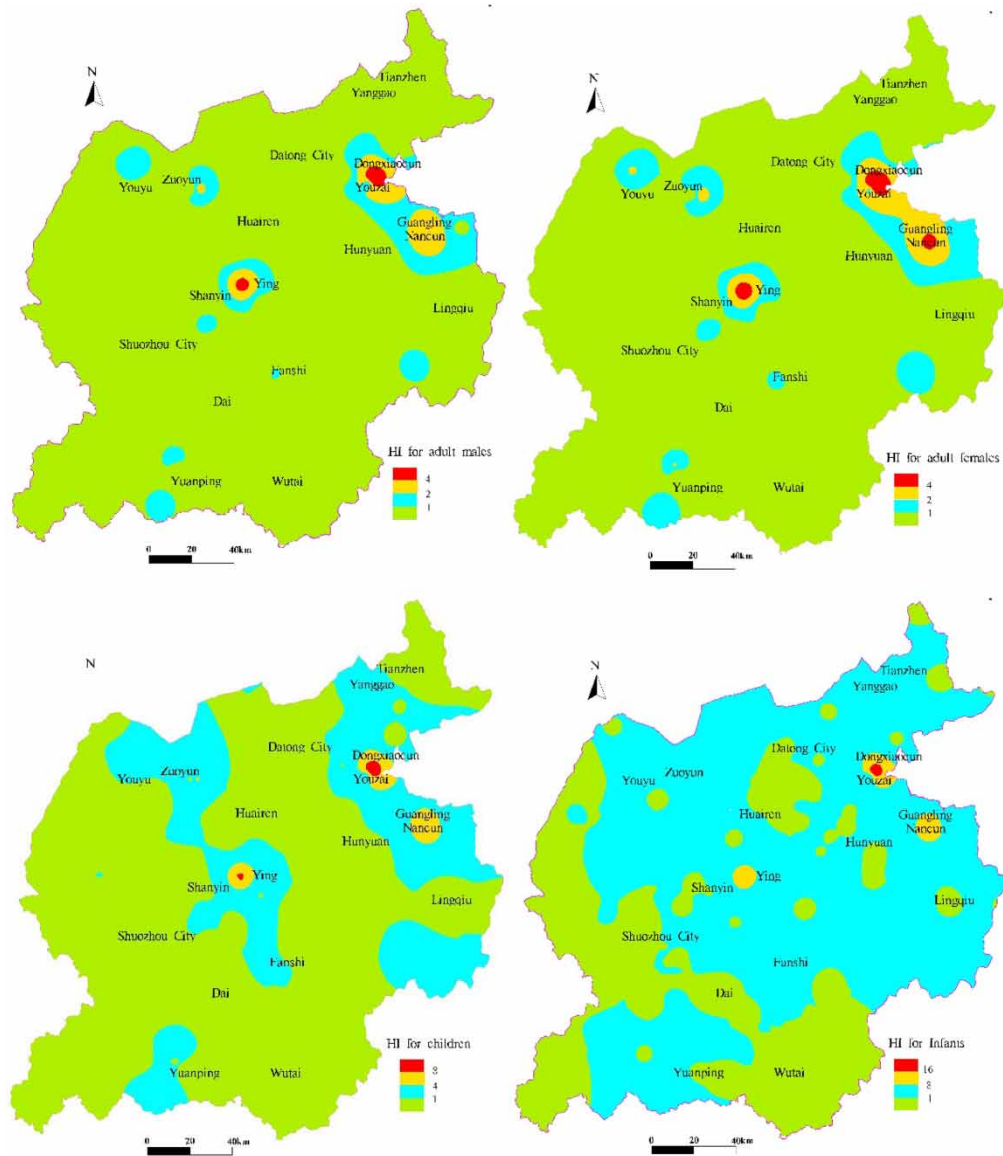 N
Tianzhen
Yanggao
Datong City
Dongxiaocun
Youyu
Zuoyun
Youzai
Huairen
Guangling
Nancun
Hunyuan
Ying
Shanyin
Lingqiu
Shuozhou City
Fanshi
Dai
HI for adult males
4
2
1
Yuanping
Wutai
0 20 40km
N
Tianzhen
Yanggao
Datong City
Dongxiaocun
Youyu
Zuoyun
Youzai
Huairen
Guangling
Nancun
Hunyuan
Ying
Shanyin
Lingqiu
Shuozhou City
Fanshi
Dai
HI for adult females
4
2
1
Yuanping
Wutai
0 20 40km
N
Tianzhen
Yanggao
Datong City
Dongxiaocun
Youyu
Zuoyun
Youzai
Huairen
Guangling
Nancun
Hunyuan
Ying
Shanyin
Lingqiu
Shuozhou City
Fanshi
Dai
HI for children
8
4
1
Yuanping
Wutai
0 20 40km
N
Tianzhen
Yanggao
Datong City
Dongxiaocun
Youyu
Zuoyun
Youzai
Huairen
Guangling
Nancun
Hunyuan
Ying
Shanyin
Lingqiu
Shuozhou City
Fanshi
Dai
HI for Infants
16
8
1
Yuanping
Wutai
0 20 40km